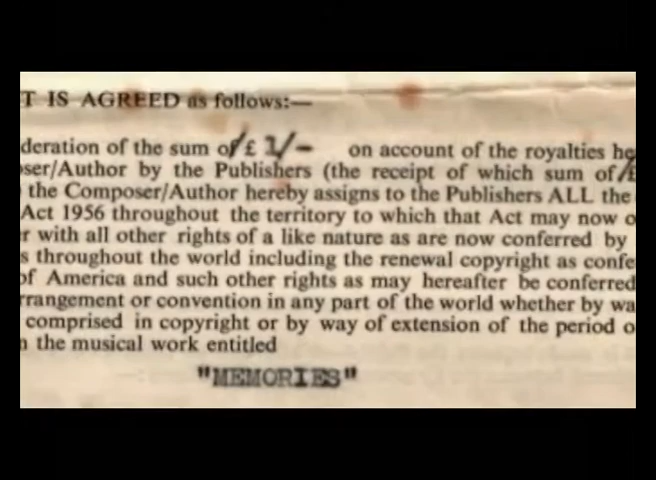 T IS AGREED as follows:—
deration of the sum of £ 1/- on account of the royalties he
ser/Author by the Publishers (the receipt of which sum of £
the Composer/Author hereby assigns to the Publishers ALL the
Act 1956 throughout the territory to which that Act may now o
r with all other rights of a like nature as are now conferred by
s throughout the world including the renewal copyright as confe
of America and such other rights as may hereafter be conferred
rrangement or convention in any part of the world whether by wa
comprised in copyright or by way of extension of the period o
n the musical work entitled
"MEMORIES"